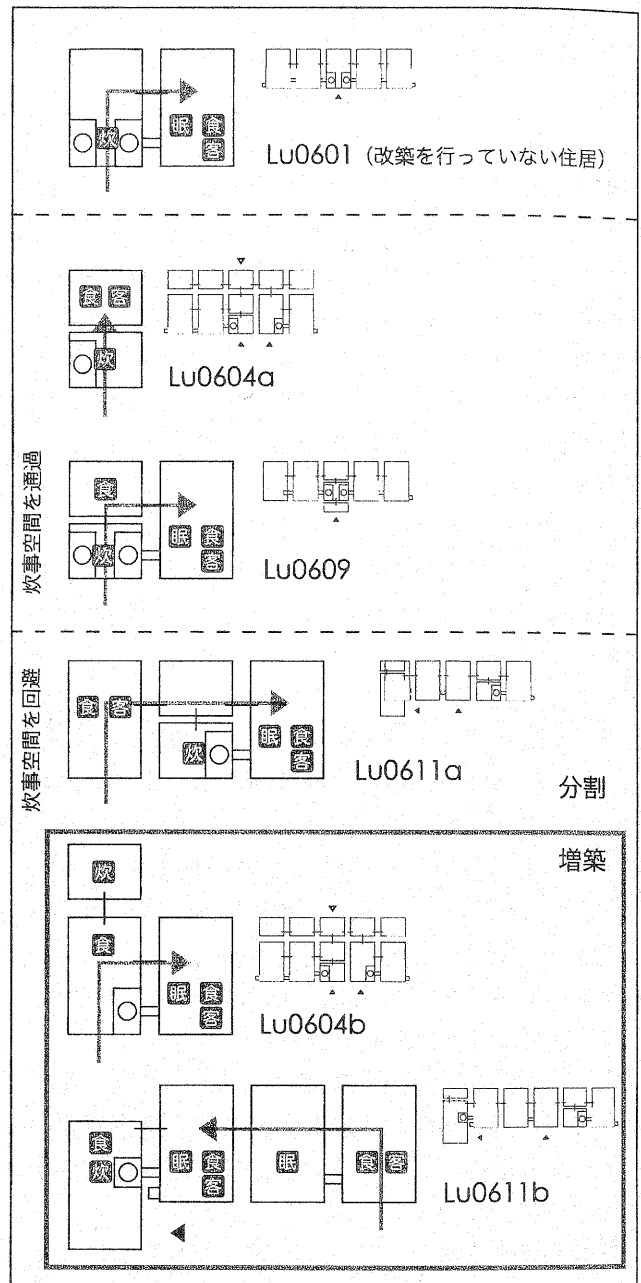 炊
眠 食
客
Lu0601（改築を行っていない住居）
食 客
炊
Lu0604a
炊事空間を通過
食
炊
眠 食
客
Lu0609
炊事空間を回避
食 客
炊
眠 食
客
Lu0611a
分割
増築
炊
食
眠 食
客
Lu0604b
食
炊
眠 食
客
眠
食 客
Lu0611b